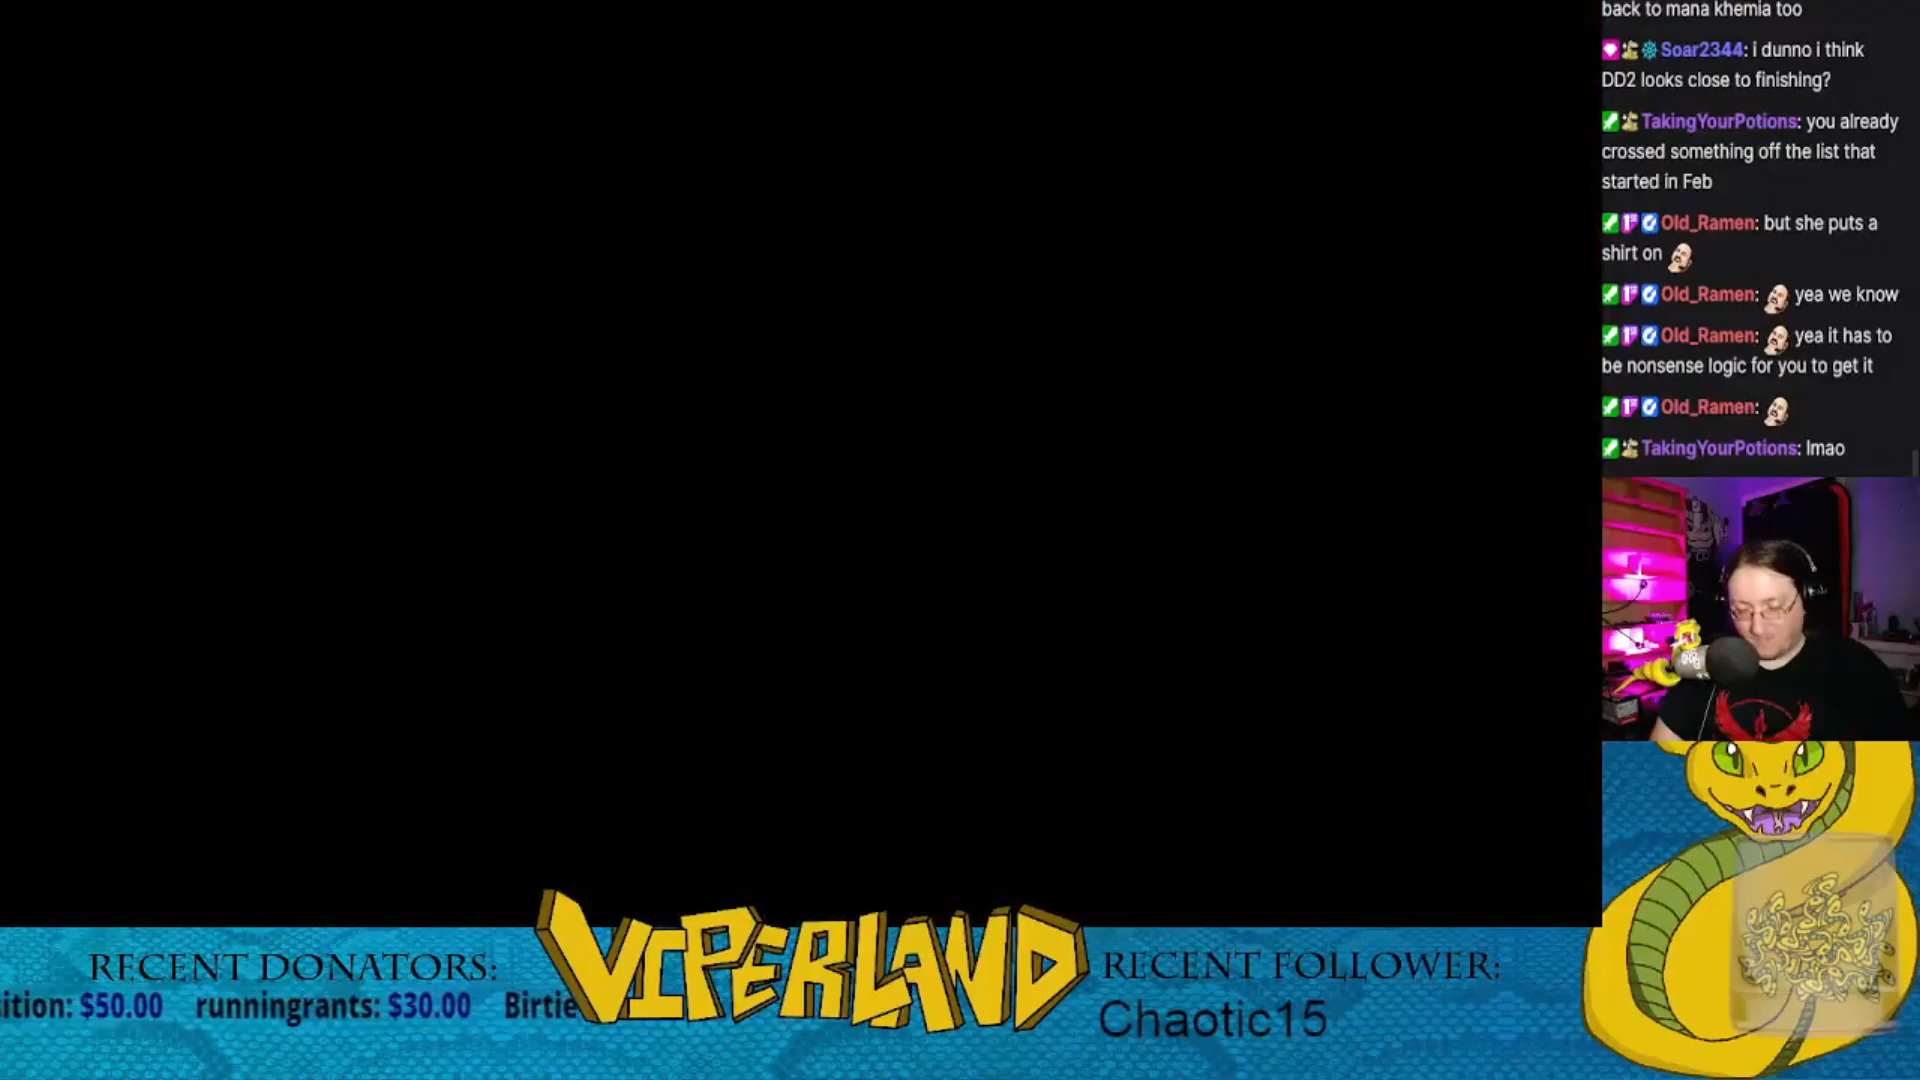 back to mana khemia too
Soar2344: i dunno i think
DD2 looks close to finishing?
TakingYourPotions: you already
crossed something off the list that
started in Feb
Old_Ramen: but she puts a
shirt on
Old_Ramen: yea we know
Old_Ramen: yea it has to
be nonsense logic for you to get it
Old_Ramen:
TakingYourPotions: lmao
RECENT DONATORS:
ition: $50.00 runningrants: $30.00 Birtie
VIPERLAND
RECENT FOLLOWER:
Chaotic15